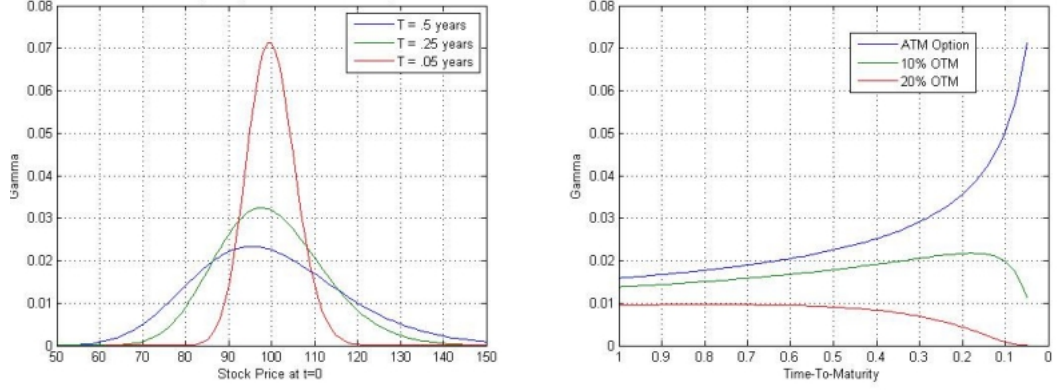 0.08
0.07
0.06
0.05
0.04
0.03
0.02
0.01
0
Gamma
50 60 70 80 90 100 110 120 130 140 150
Stock Price at t=0
T = .5 years
T = .25 years
T = .05 years
0.08
0.07
0.06
0.05
0.04
0.03
0.02
0.01
0
Gamma
1 0.9 0.8 0.7 0.6 0.5 0.4 0.3 0.2 0.1 0
Time-To-Maturity
ATM Option
10% OTM
20% OTM